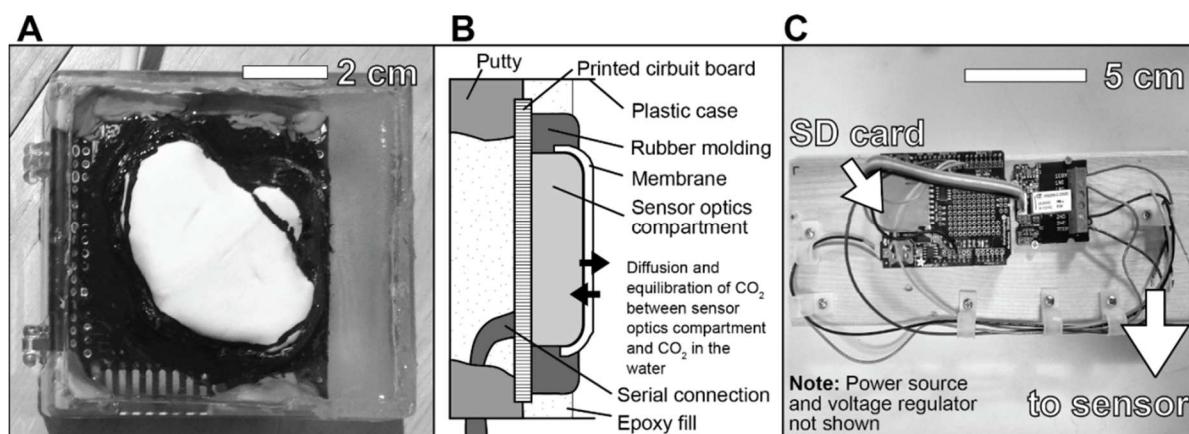 A
B
C
2 cm
Putty
Printed cirbuit board
Plastic case
Rubber molding
Membrane
Sensor optics
compartment
Diffusion and
equilibration of CO2
between sensor
optics compartment
and CO2 in the
water
Serial connection
Epoxy fill
5 cm
SD card
Note: Power source
and voltage regulator
not shown
to sensor